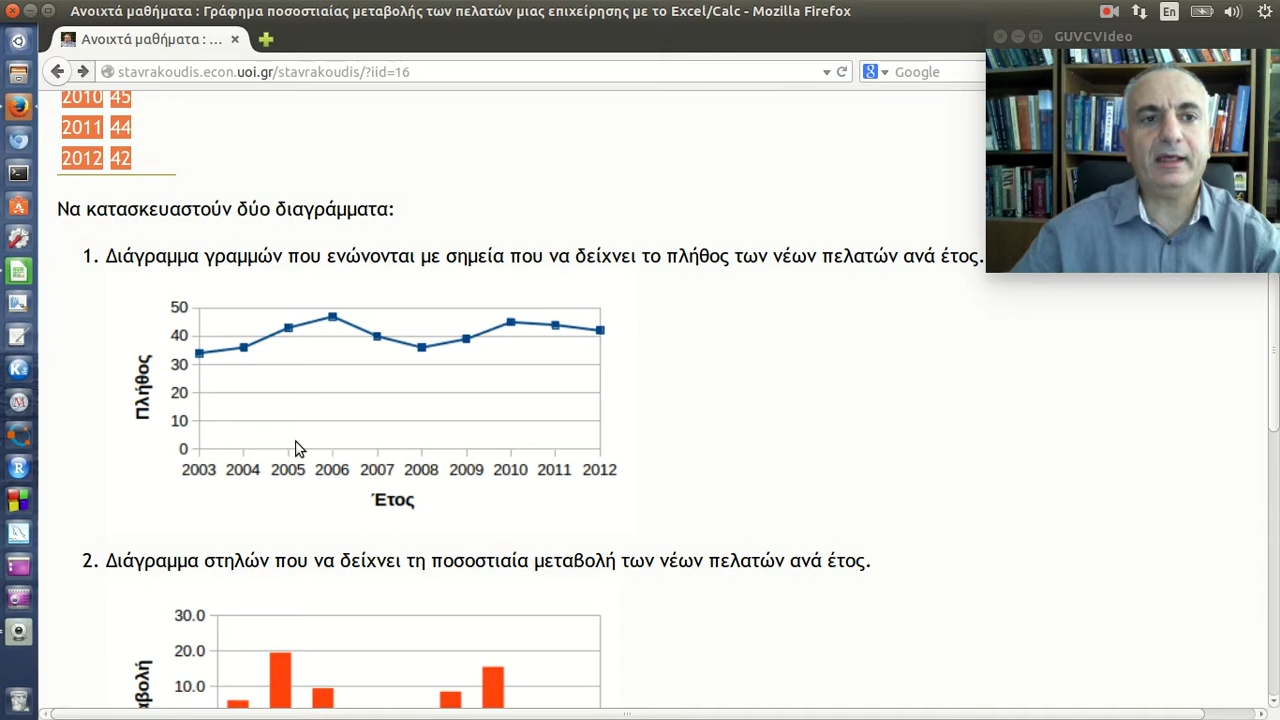 Ανοιχτά μαθήματα : Γράφημα ποσοστιαίας μεταβολής των πελατών μιας επιχείρησης με το Excel/Calc - Mozilla Firefox
En
Ανοιχτά μαθήματα : ...
GUVCVIdeo
stavrakoudis.econ.uoi.gr/stavrakoudis/?iid=16
Google
2010 45
2011 44
2012 42
Να κατασκευαστούν δύο διαγράμματα:
1. Διάγραμμα γραμμών που ενώνονται με σημεία που να δείχνει το πλήθος των νέων πελατών ανά έτος.
50
40
30
20
10
0
Πλήθος
2003 2004 2005 2006 2007 2008 2009 2010 2011 2012
Έτος
2. Διάγραμμα στηλών που να δείχνει τη ποσοστιαία μεταβολή των νέων πελατών ανά έτος.
30.0
20.0
10.0
αβολή